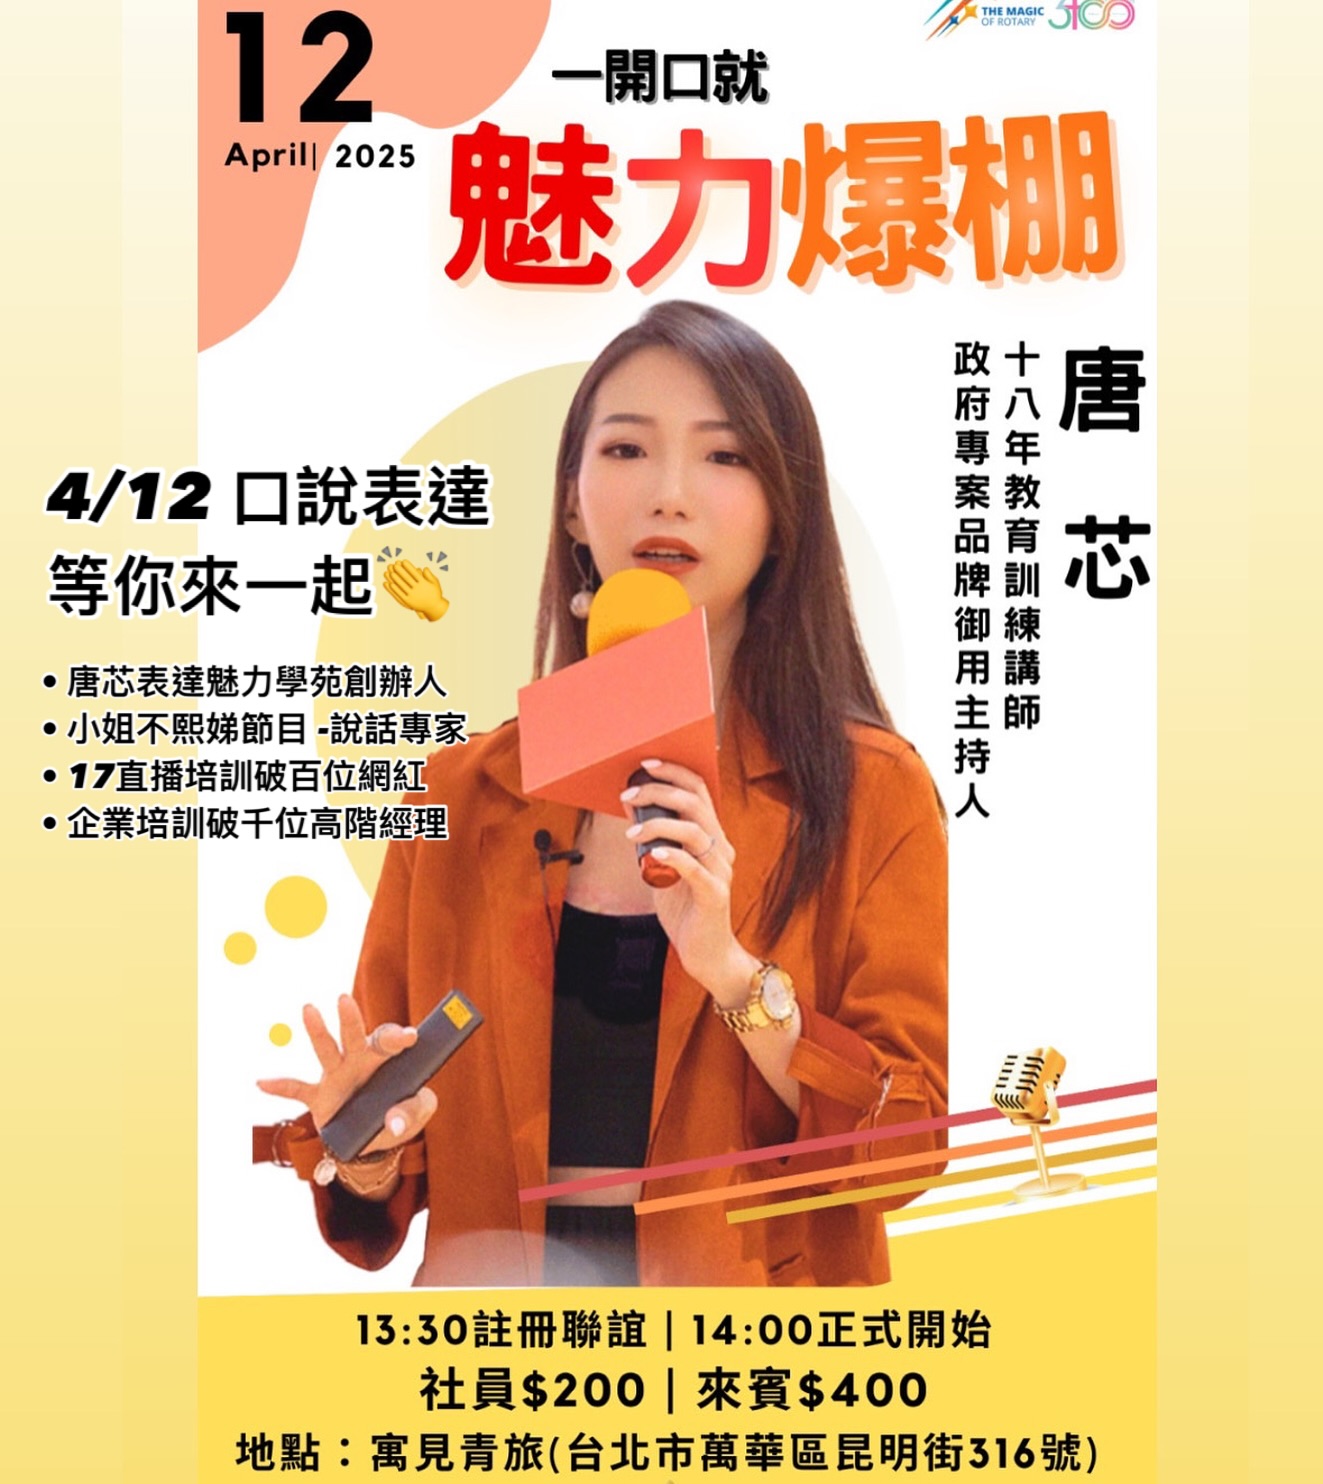 12
April| 2025
THE MAGIC
OF ROTARY
一開口就
魅力爆棚
唐芯
十八年教育訓練講師
政府專案品牌御用主持人
4/12 口說表達
等你來一起👏
• 唐芯表達魅力學苑創辦人
• 小姐不熙娣節目 -說話專家
• 17直播培訓破百位網紅
• 企業培訓破千位高階經理
13:30註冊聯誼 | 14:00正式開始
社員$200 | 來賓$400
地點：寓見青旅(台北市萬華區昆明街316號)